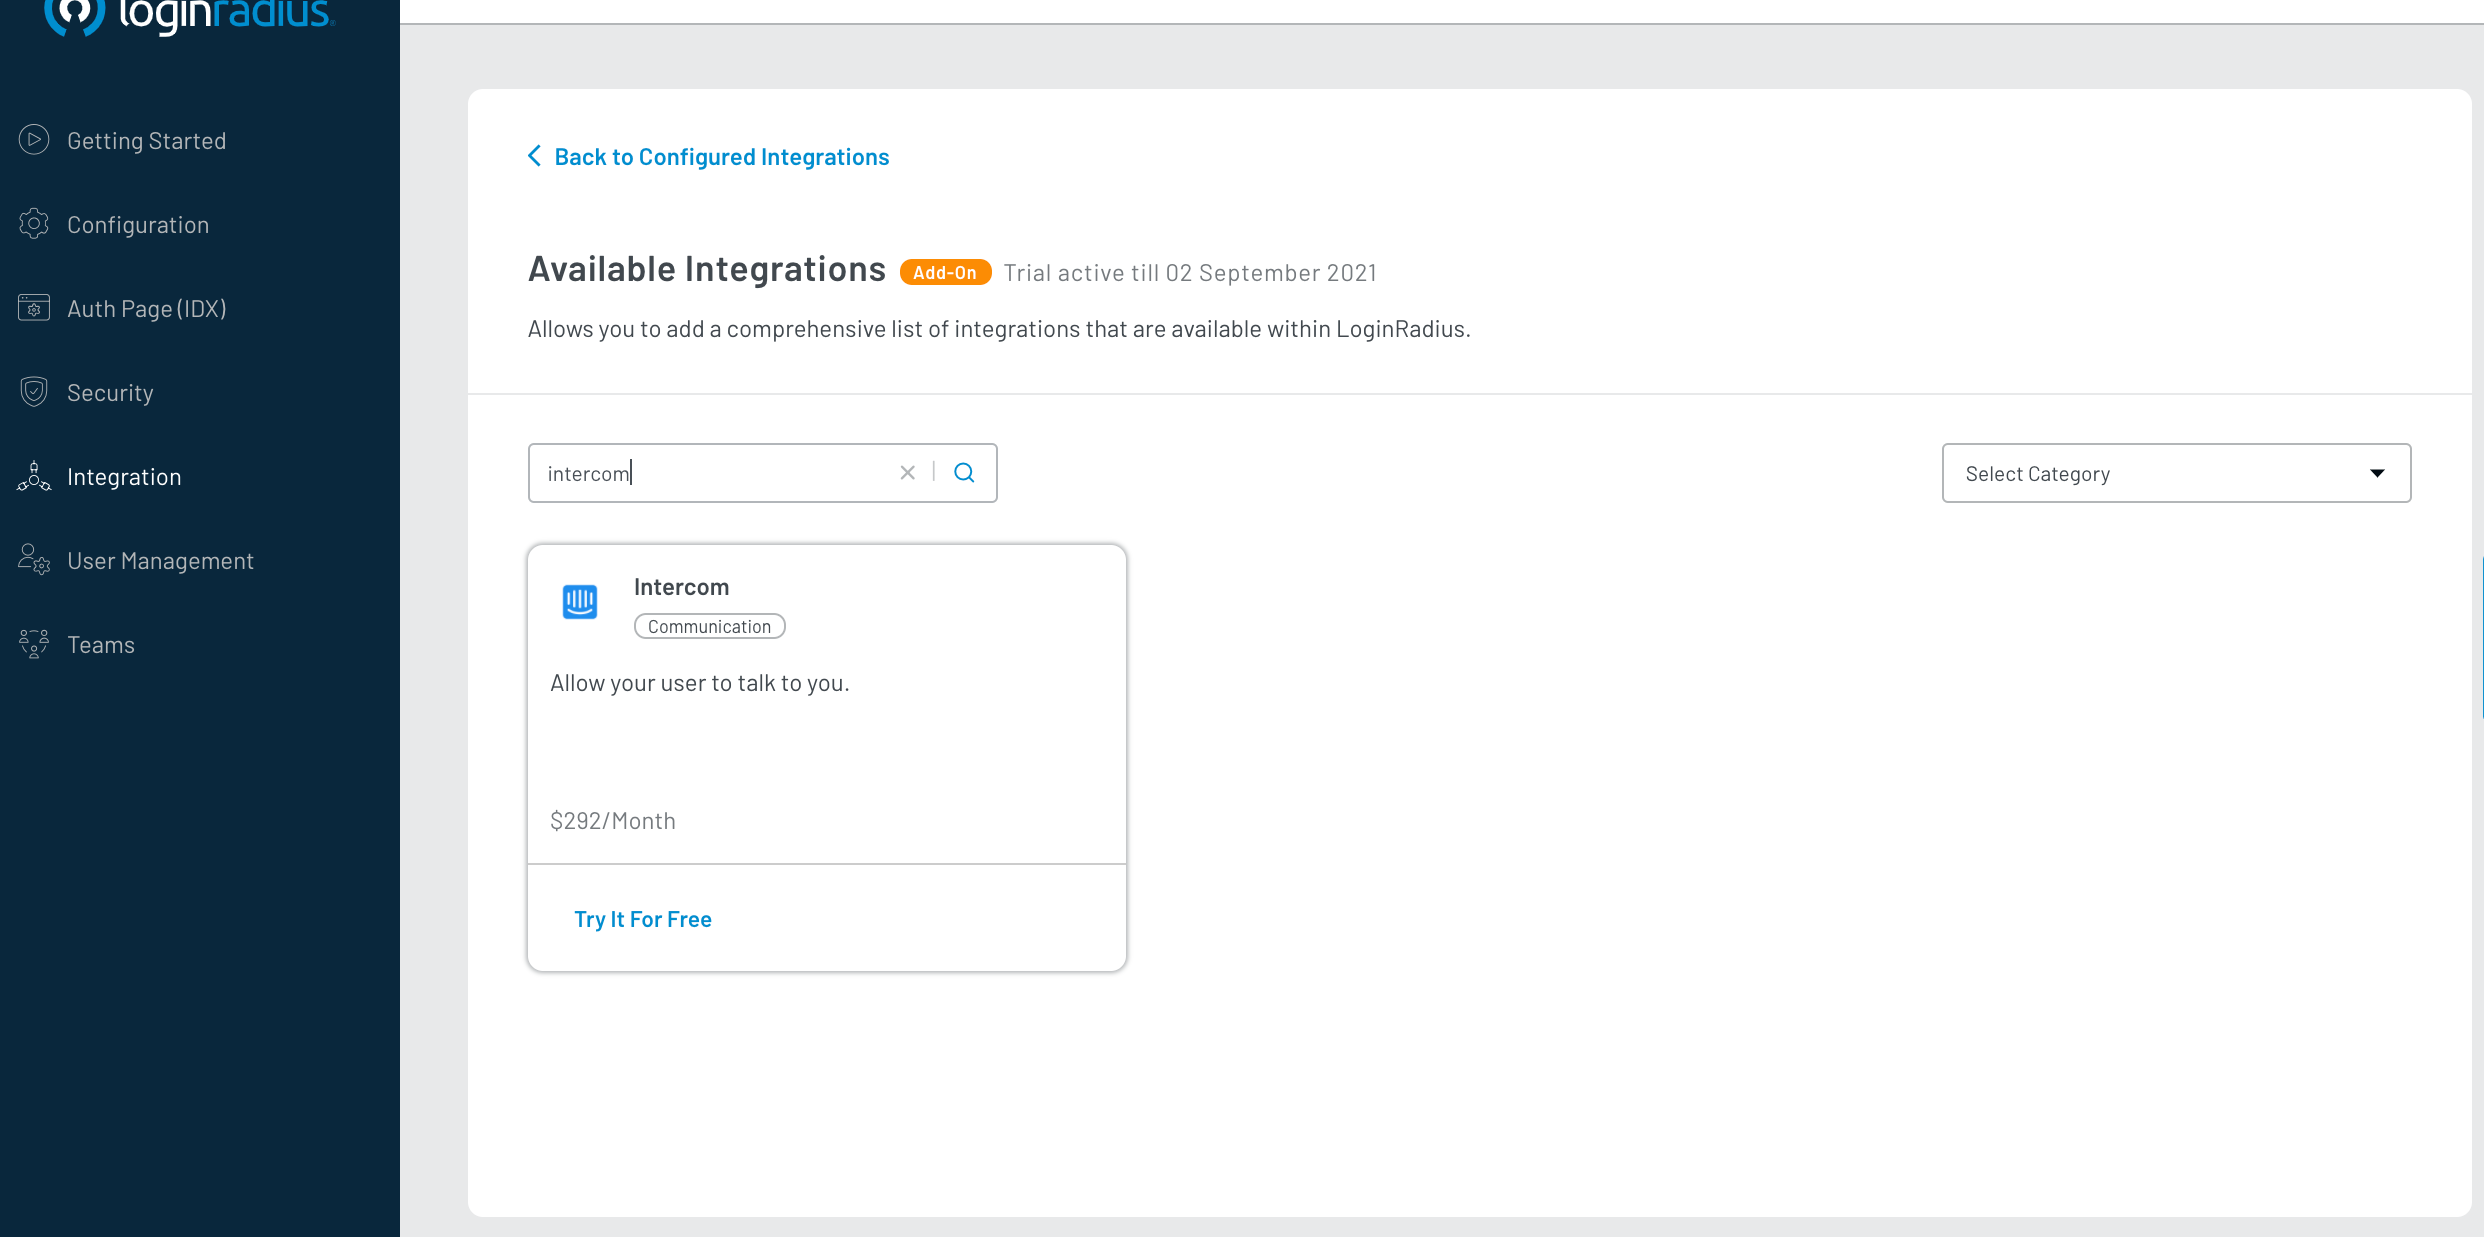 loginradius
Getting Started
Configuration
Auth Page (IDX)
Security
Integration
User Management
Teams
Back to Configured Integrations
Available Integrations Add-On Trial active till 02 September 2021
Allows you to add a comprehensive list of integrations that are available within LoginRadius.
intercom
Select Category
Intercom
Communication
Allow your user to talk to you.
$292/Month
Try It For Free